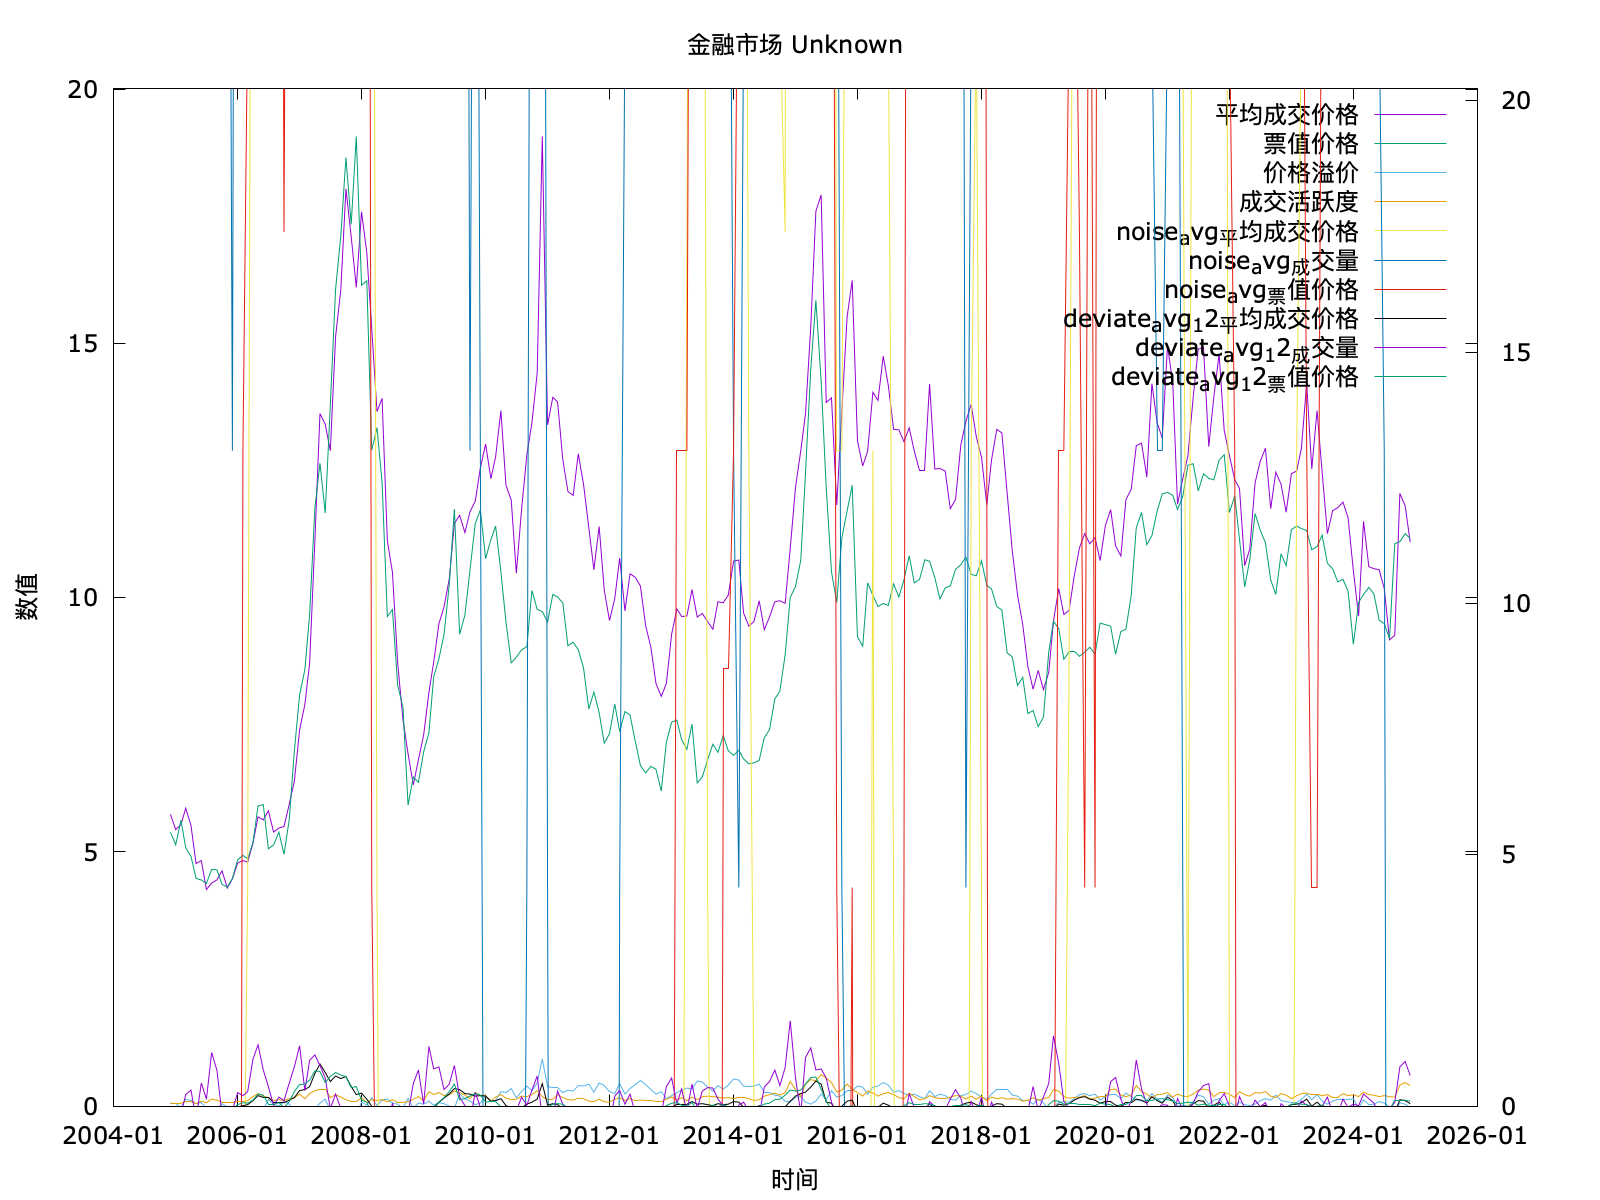 金融市场 Unknown
平均成交价格
票值价格
价格溢价
成交活跃度
noiseavg平均成交价格
noiseavg成交量
noiseavg票值价格
deviateavg12平均成交价格
deviateavg12成交量
deviateavg12票值价格
数值
20
15
10
5
0
20
15
10
5
0
2004-01 2006-01 2008-01 2010-01 2012-01 2014-01 2016-01 2018-01 2020-01 2022-01 2024-01 2026-01
时间